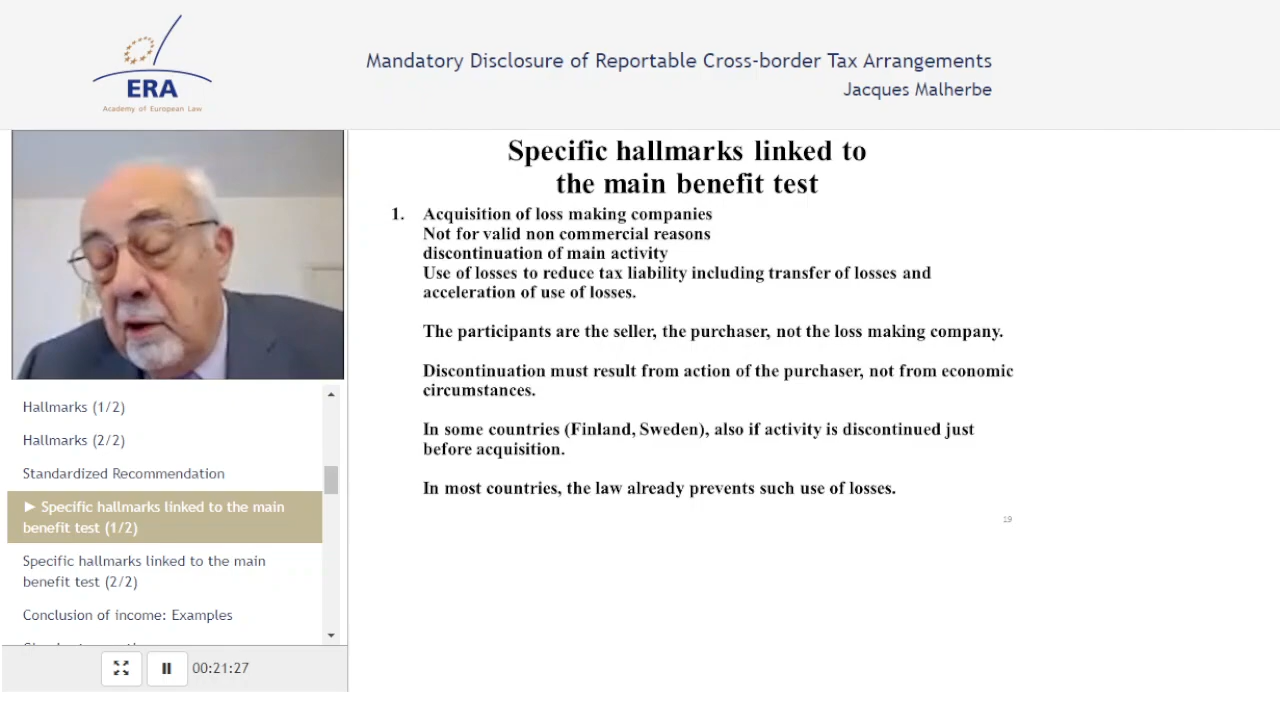 ERA
Academy of European Law
Mandatory Disclosure of Reportable Cross-border Tax Arrangements
Jacques Malherbe
Hallmarks (1/2)
Hallmarks (2/2)
Standardized Recommendation
► Specific hallmarks linked to the main
benefit test (1/2)
Specific hallmarks linked to the main
benefit test (2/2)
Conclusion of income: Examples
00:21:27
Specific hallmarks linked to
the main benefit test
1. Acquisition of loss making companies
Not for valid non commercial reasons
discontinuation of main activity
Use of losses to reduce tax liability including transfer of losses and
acceleration of use of losses.
The participants are the seller, the purchaser, not the loss making company.
Discontinuation must result from action of the purchaser, not from economic
circumstances.
In some countries (Finland, Sweden), also if activity is discontinued just
before acquisition.
In most countries, the law already prevents such use of losses.
19